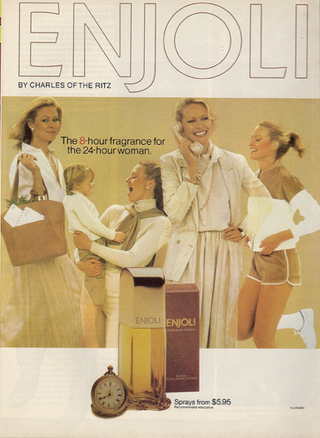 ENJOLI
BY CHARLES OF THE RITZ
The 8-hour fragrance for
the 24-hour woman.
ENJOLI
ENJOLI
Sprays from $5.95